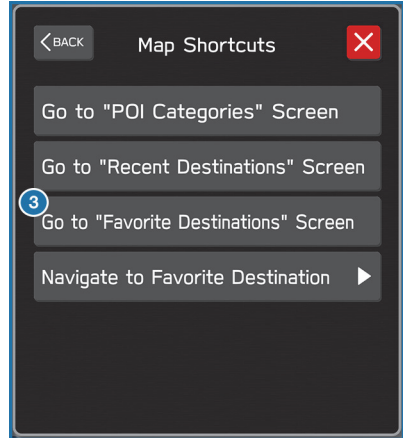 BACK
Map Shortcuts
Go to "POI Categories" Screen
Go to "Recent Destinations" Screen
3
Go to "Favorite Destinations" Screen
Navigate to Favorite Destination